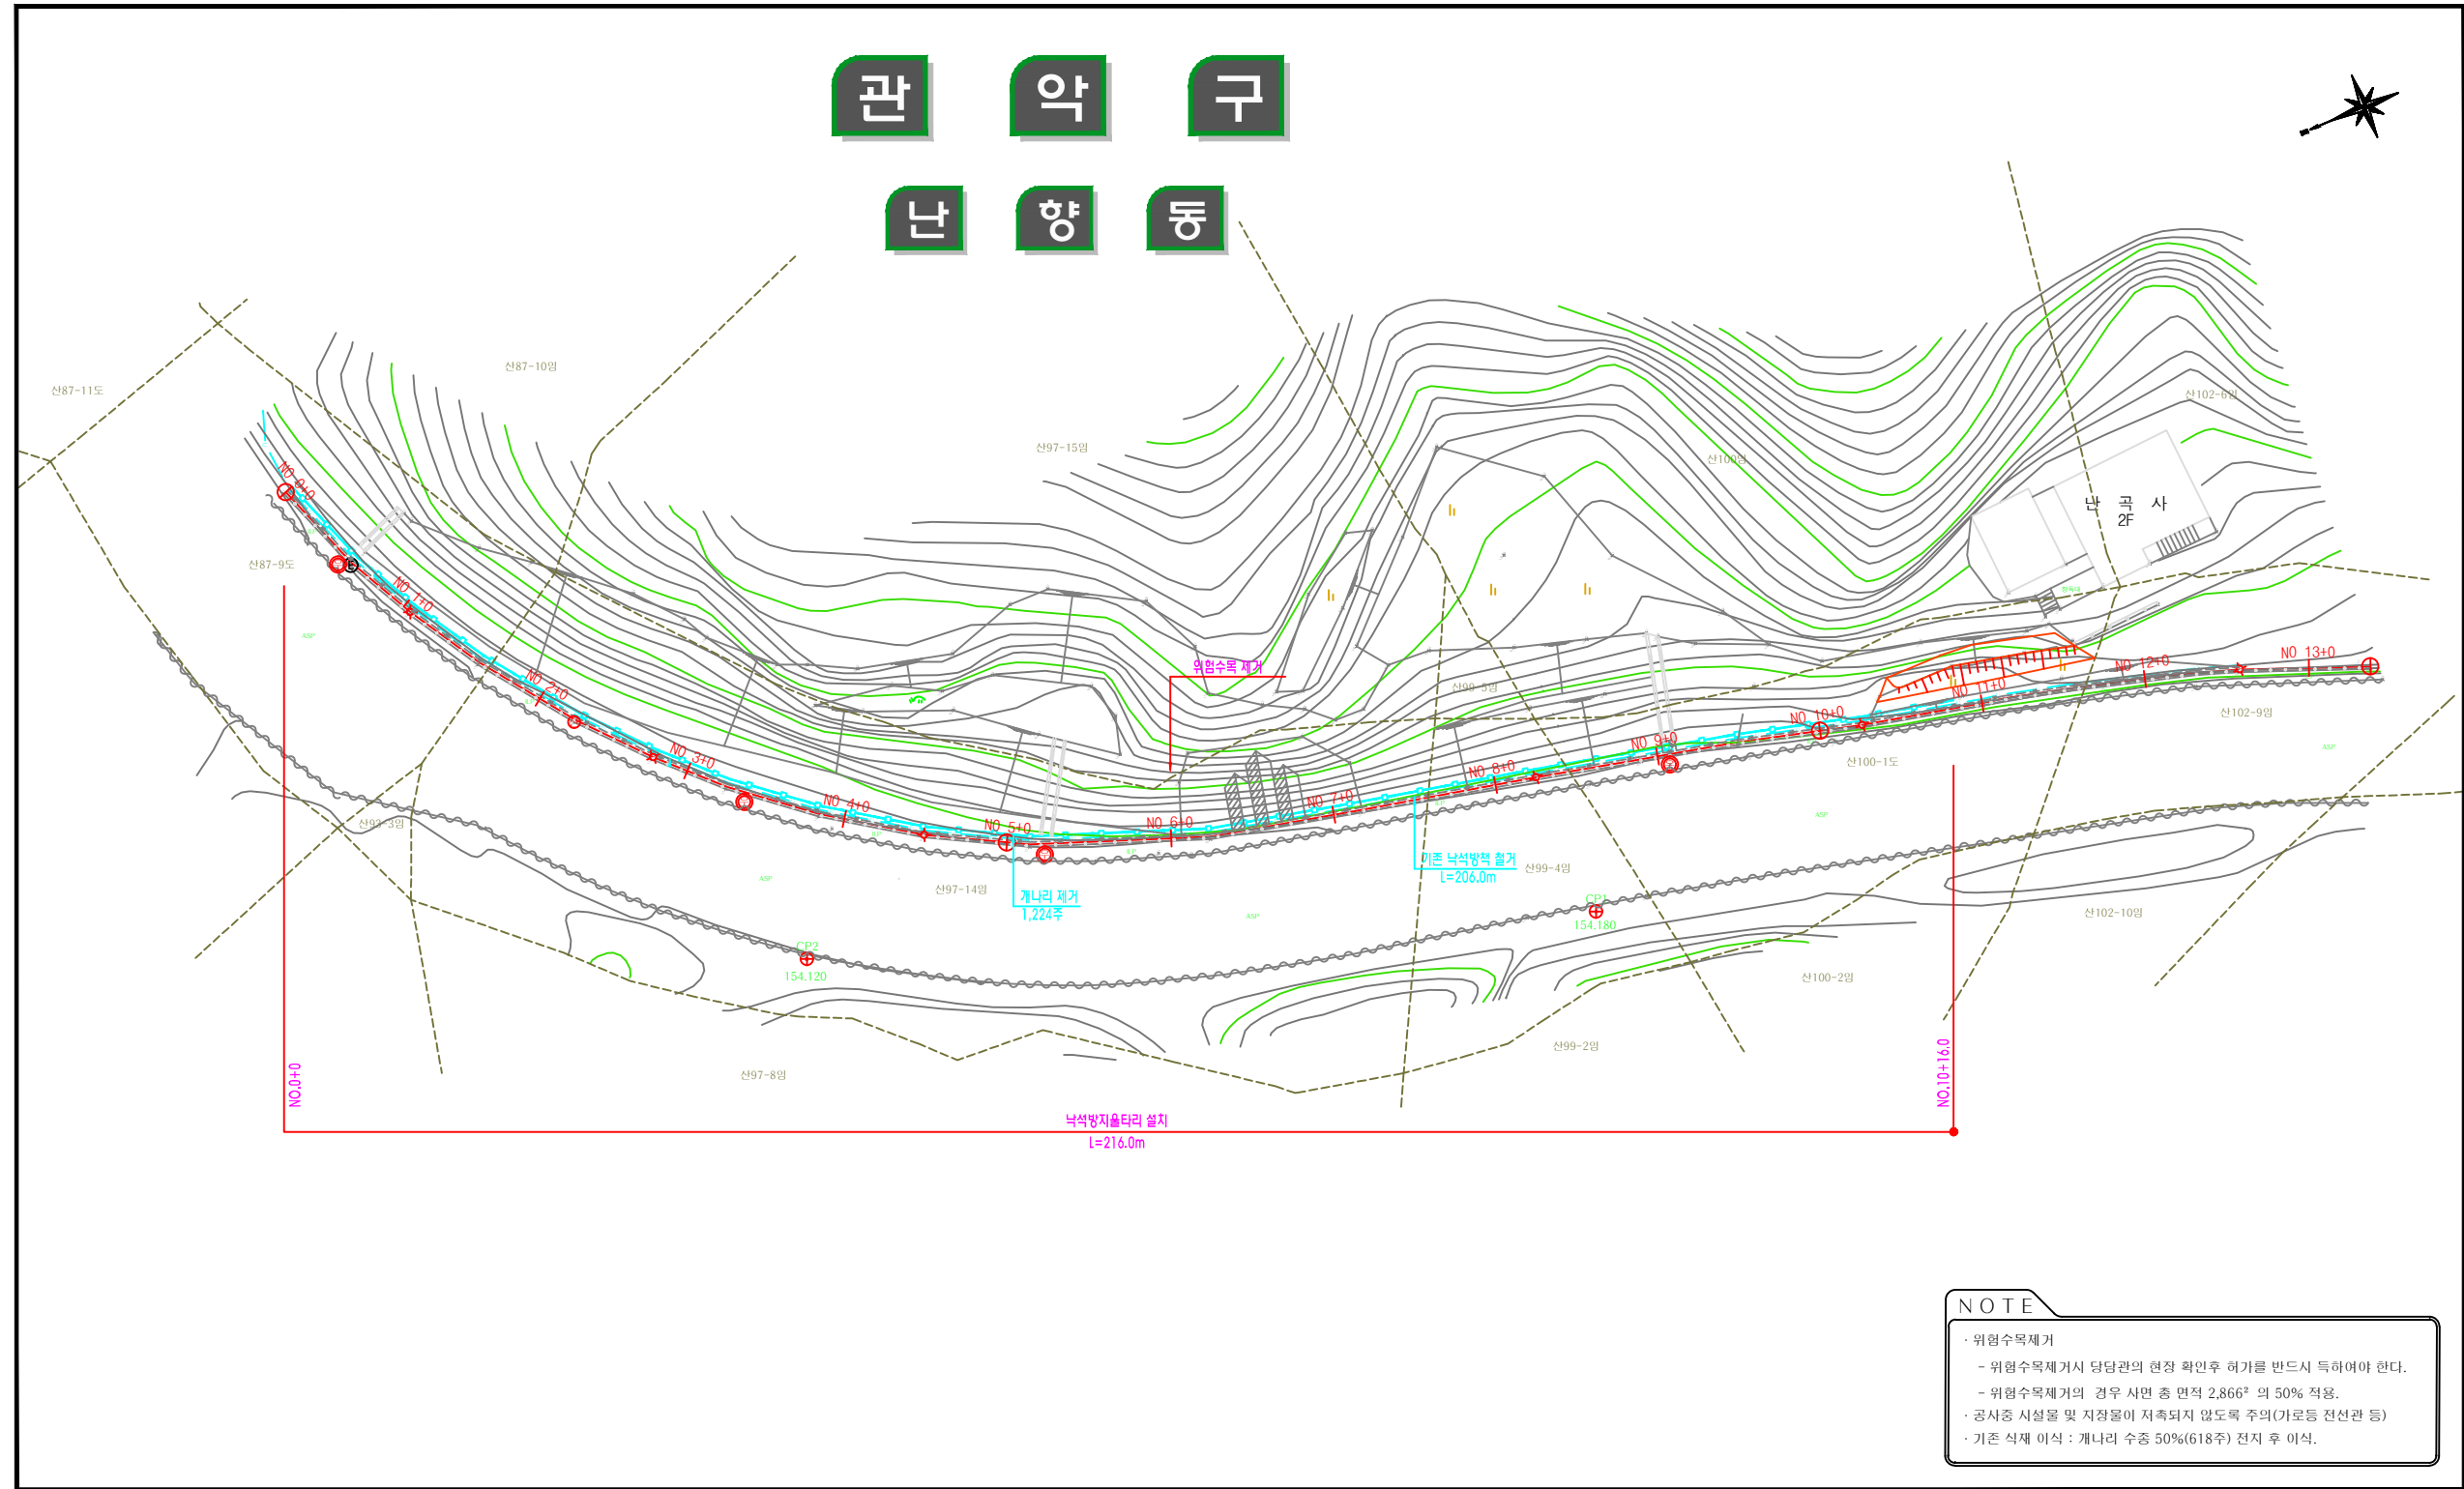 관 악 구
난 향 동
산87-11도
산87-10임
산97-15임
산100임
산102-6임
난 곡 사
2F
NO 0+0
산87-9도
NO 1+0
ASP
NO 2+0
위험수목 제거
산99-3임
NO 3+0
NO 4+0
NO 5+0
NO 6+0
NO 7+0
NO 8+0
NO 9+0
NO 10+0
NO 11+0
NO 12+0
NO 13+0
산102-9임
ASP
산100-1도
산93-3임
ASP
ASP
산97-14임
개나리 제거
1,224주
ASP
기존 낙석방책 철거
L=206.0m
산99-4임
CP1
154.180
산102-10임
CP2
154.120
산100-2임
산99-2임
산97-8임
NO.0+0
NO.10+16.0
낙석방지울타리 설치
L=216.0m
NOTE
· 위험수목제거
- 위험수목제거시 당담관의 현장 확인후 허가를 반드시 득하여야 한다.
- 위험수목제거의 경우 사면 총 면적 2,866² 의 50% 적용.
· 공사중 시설물 및 지장물이 저촉되지 않도록 주의(가로등 전선관 등)
· 기존 식재 이식 : 개나리 수종 50%(618주) 전지 후 이식.